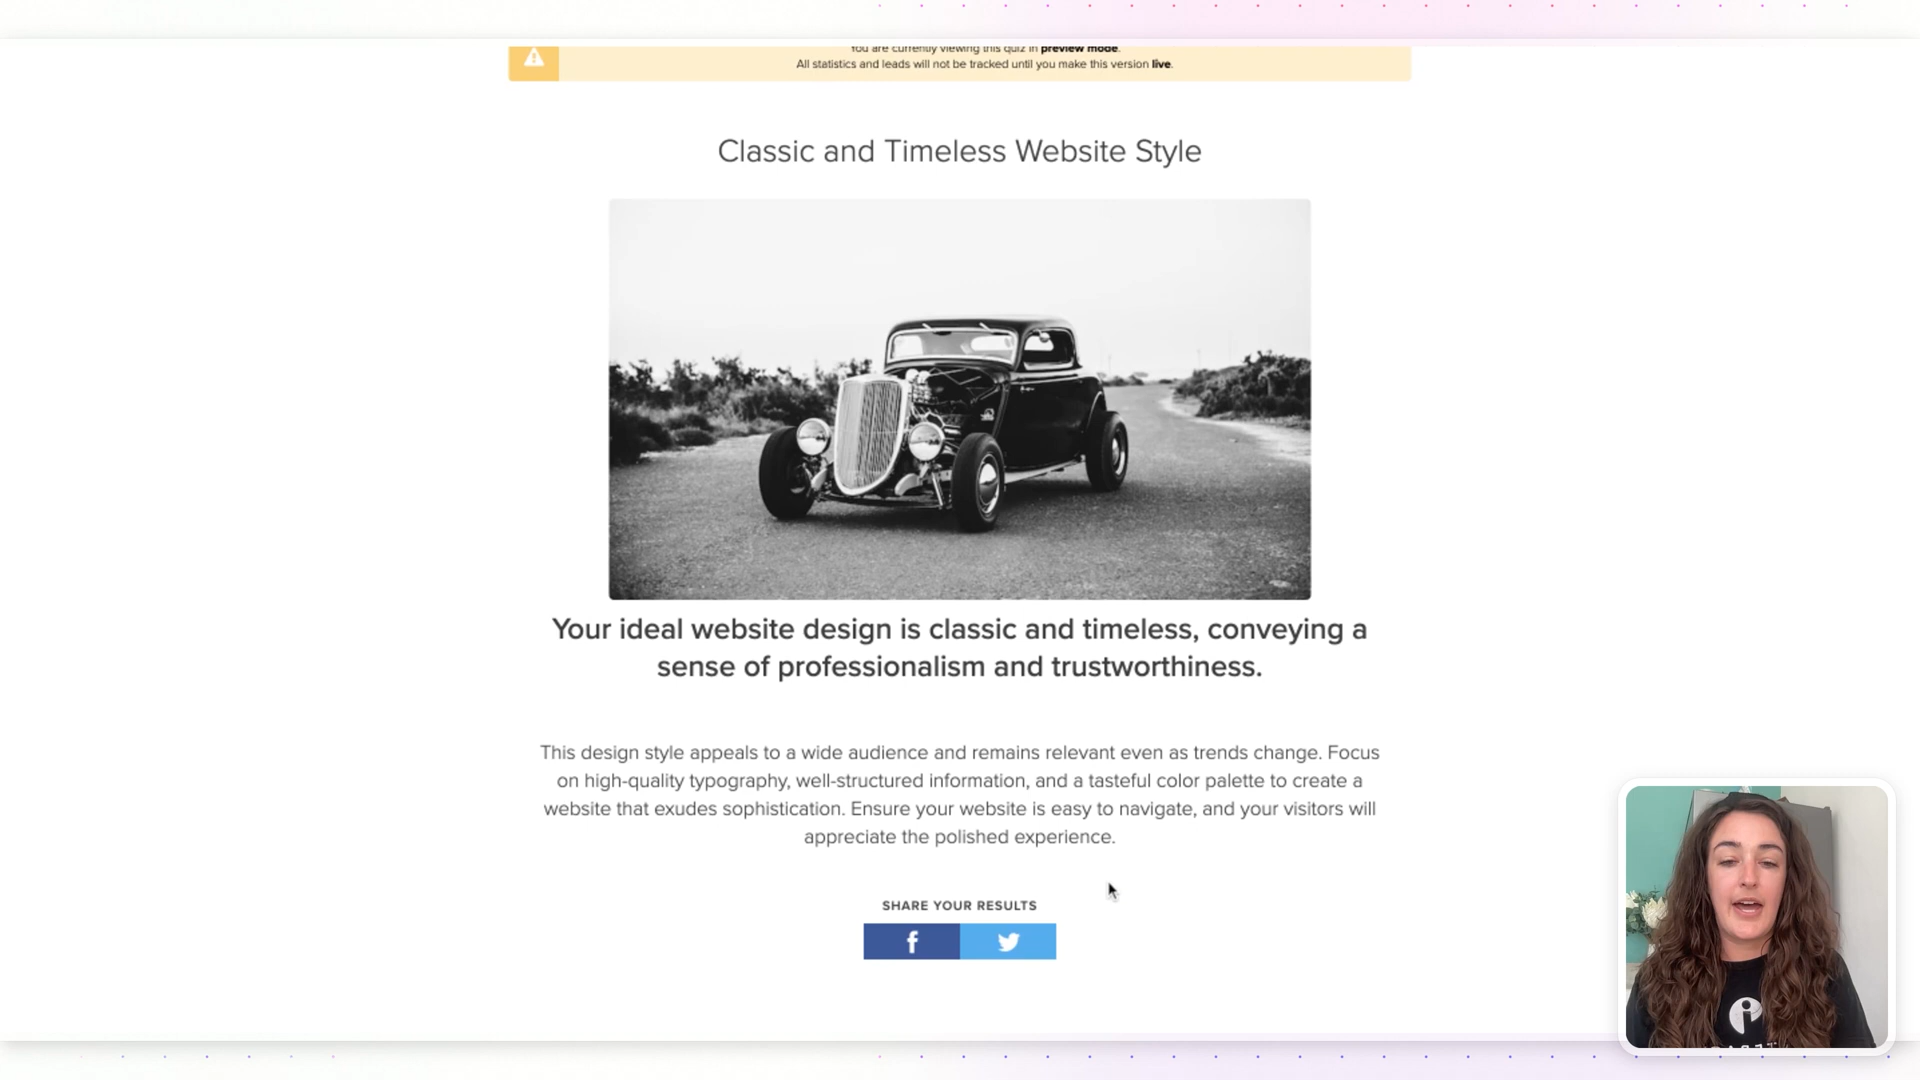 You are currently viewing this quiz in preview mode.
All statistics and leads will not be tracked until you make this version live.
Classic and Timeless Website Style
Your ideal website design is classic and timeless, conveying a
sense of professionalism and trustworthiness.
This design style appeals to a wide audience and remains relevant even as trends change. Focus
on high-quality typography, well-structured information, and a tasteful color palette to create a
website that exudes sophistication. Ensure your website is easy to navigate, and your visitors will
appreciate the polished experience.
SHARE YOUR RESULTS